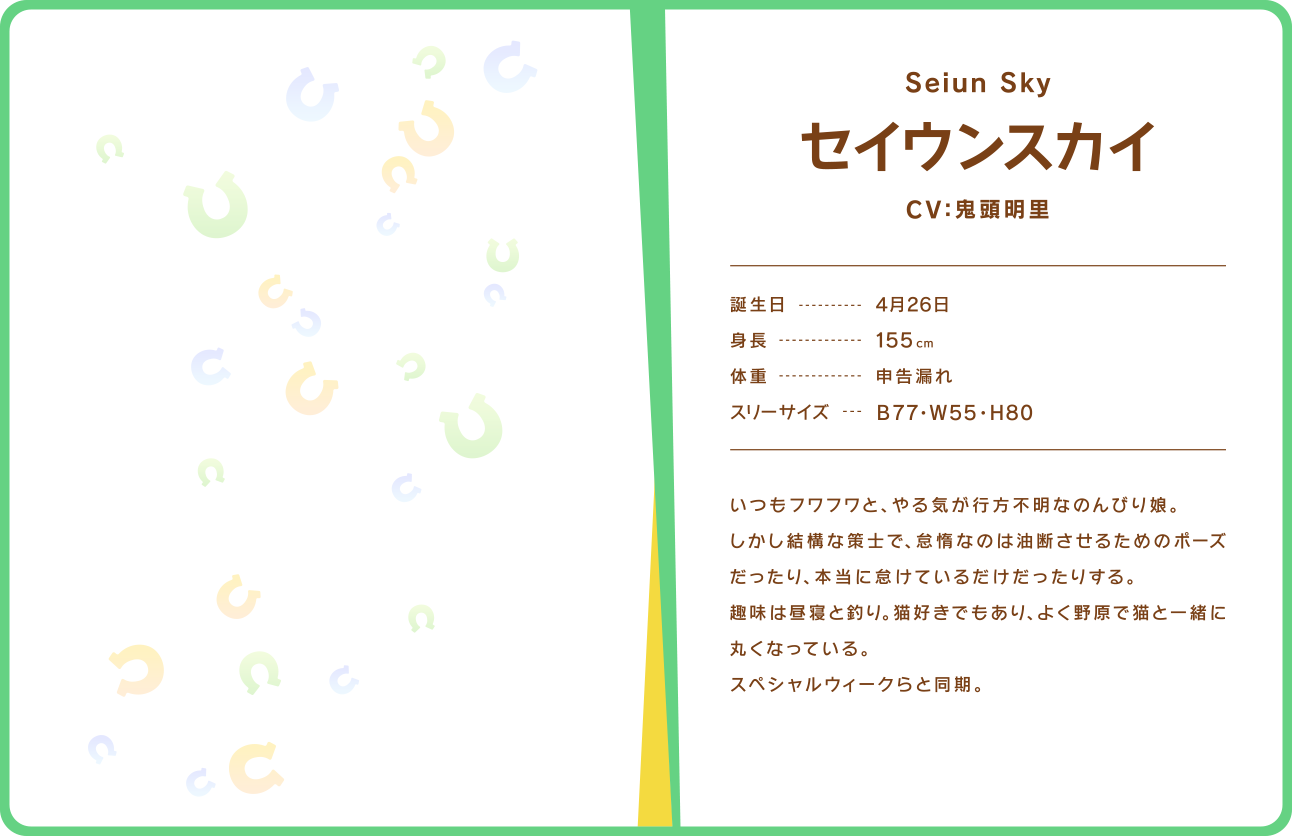 Seiun Sky
セイウンスカイ
CV:鬼頭明里
誕生日 ---------- 4月26日
身長 ------------- 155cm
体重 ------------- 申告漏れ
スリーサイズ --- B77・W55・H80
いつもフワフワと、やる気が行方不明なのんびり娘。
しかし結構な策士で、怠惰なのは油断させるためのポーズ
だったり、本当に怠けているだけだったりする。
趣味は昼寝と釣り。猫好きでもあり、よく野原で猫と一緒に
丸くなっている。
スペシャルウィークらと同期。